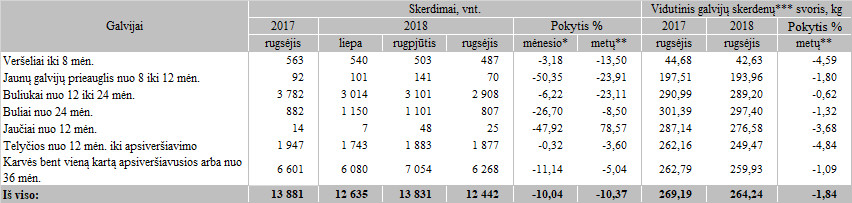 Galvijai Skerdimai, vnt. Vidutinis galvijų skerdenų*** svoris, kg
2017 2018 Pokytis % 2017 2018 Pokytis %
rugsėjis liepa rugpjūtis rugsėjis mėnesio* metų** rugsėjis rugsėjis metų**
Veršeliai iki 8 mėn. 563 540 503 487 -3,18 -13,50 44,68 42,63 -4,59
Jaunų galvijų prieauglis nuo 8 iki 12 mėn. 92 101 141 70 -50,35 -23,91 197,51 193,96 -1,80
Buliukai nuo 12 iki 24 mėn. 3 782 3 014 3 101 2 908 -6,22 -23,11 290,99 289,20 -0,62
Buliai nuo 24 mėn. 882 1 150 1 101 807 -26,70 -8,50 301,39 297,40 -1,32
Jaučiai nuo 12 mėn. 14 7 48 25 -47,92 78,57 287,14 276,58 -3,68
Telyčios nuo 12 mėn. iki apsiveršiavimo 1 947 1 743 1 883 1 877 -0,32 -3,60 262,16 249,47 -4,84
Karvės bent vieną kartą apsiveršiavusios arba nuo
36 mėn. 6 601 6 080 7 054 6 268 -11,14 -5,04 262,79 259,93 -1,09
Iš viso: 13 881 12 635 13 831 12 442 -10,04 -10,37 269,19 264,24 -1,84